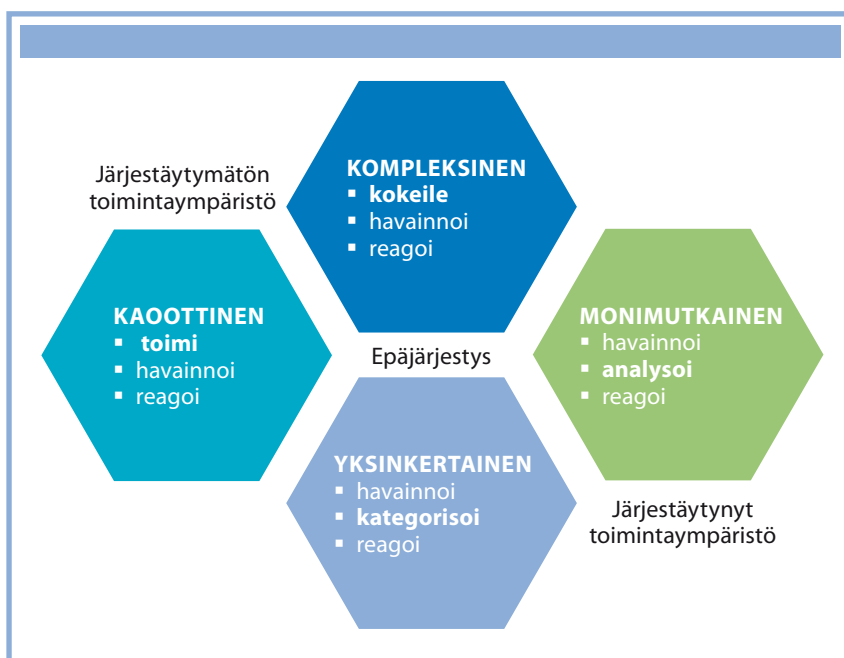 Järjestäytymätön
toimintaympäristö
KOMPLEKSINEN
▪ kokeile
▪ havainnoi
▪ reagoi
KAOOTTINEN
▪ toimi
▪ havainnoi
▪ reagoi
MONIMUTKAINEN
▪ havainnoi
▪ analysoi
▪ reagoi
Epäjärjestys
YKSINKERTAINEN
▪ havainnoi
▪ kategorisoi
▪ reagoi
Järjestäytynyt
toimintaympäristö